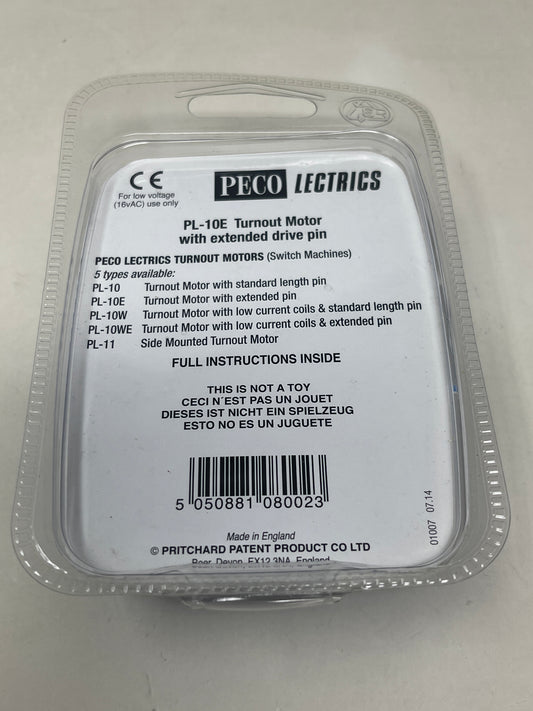 CE
For low voltage
(16vAC) use only
PECO LECTRICS
PL-10E Turnout Motor
with extended drive pin
PECO LECTRICS TURNOUT MOTORS (Switch Machines)
5 types available:
PL-10 Turnout Motor with standard length pin
PL-10E Turnout Motor with extended pin
PL-10W Turnout Motor with low current coils & standard length pin
PL-10WE Turnout Motor with low current coils & extended pin
PL-11 Side Mounted Turnout Motor
FULL INSTRUCTIONS INSIDE
THIS IS NOT A TOY
CECI N´EST PAS UN JOUET
DIESES IST NICHT EIN SPIELZEUG
ESTO NO ES UN JUGUETE
5 050881 080023
Made in England
© PRITCHARD PATENT PRODUCT CO LTD
Beer, Devon, EX12 3NA, England
01007 07.14